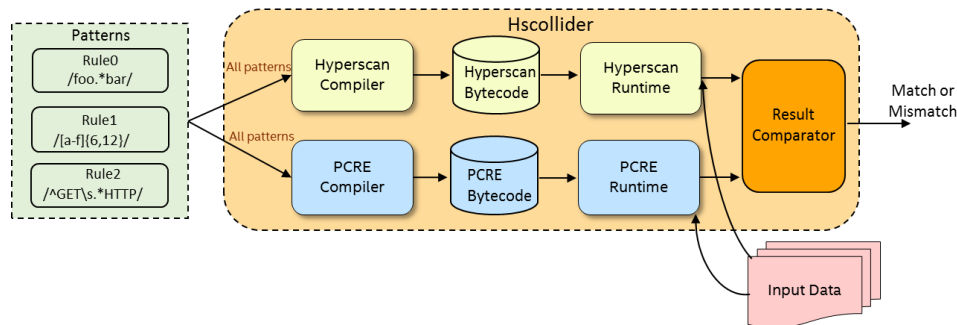 Patterns
Rule0
/foo.*bar/
Rule1
/[a-f]{6,12}/
Rule2
/^GET\s.*HTTP/
Hscollider
All patterns
All patterns
Hyperscan
Compiler
Hyperscan
Bytecode
Hyperscan
Runtime
PCRE
Compiler
PCRE
Bytecode
PCRE
Runtime
Result
Comparator
Match or
Mismatch
Input Data